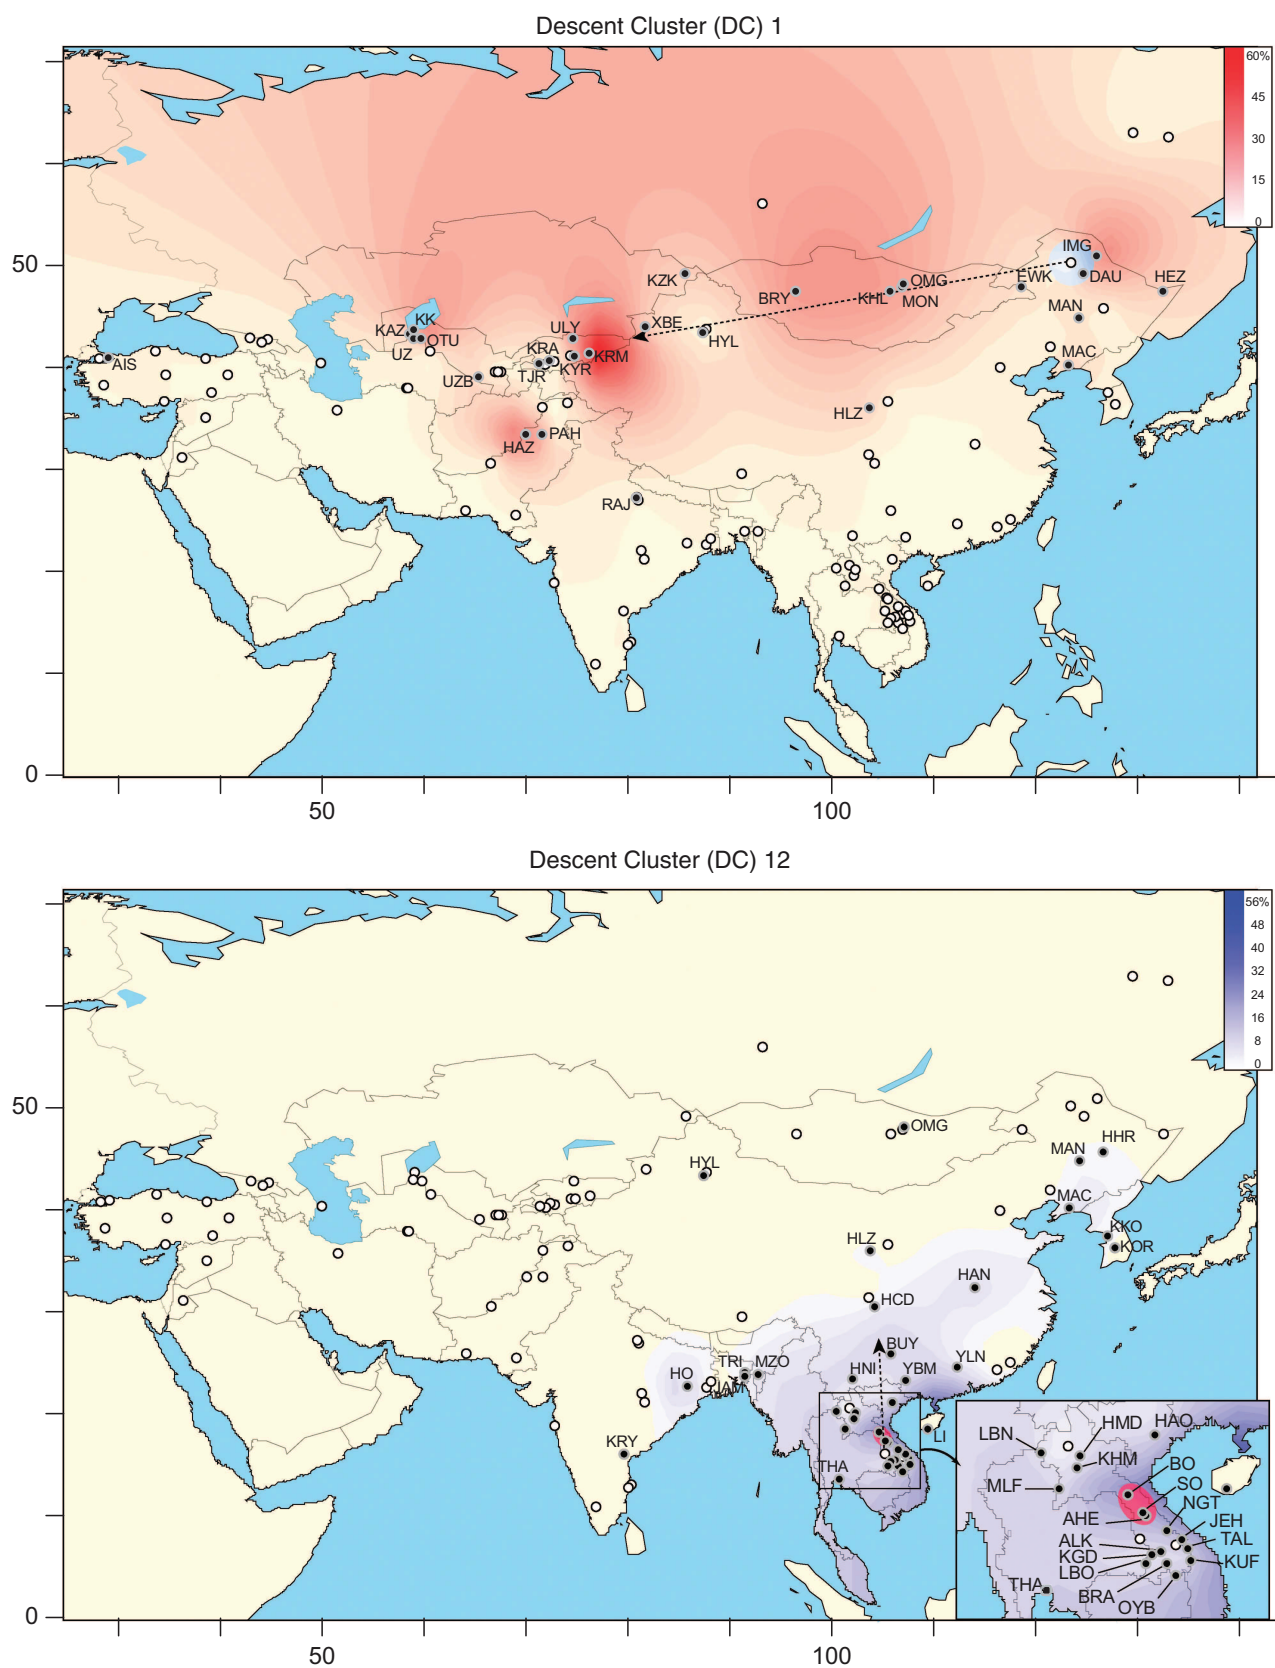 Descent Cluster (DC) 1
60%
45
30
15
0
50
0
50
100
IMG
EWK
DAU
HEZ
MAN
MAC
KZK
BRY
KHL
OMG
MON
XBE
HYL
KAZ
KK
OTU
UZ
ULY
KRA
KRM
KYR
TJR
UZB
AIS
HAZ
PAH
HLZ
RAJ
Descent Cluster (DC) 12
56%
48
40
32
24
16
8
0
50
0
50
100
OMG
HYL
MAN
HHR
MAC
KKO
KOR
HLZ
HAN
HCD
BUY
YLN
HNI
YBM
TRI
MZO
JAM
HO
KRY
THA
LI
LBN
HMD
HAO
KHM
MLF
BO
SO
NGT
AHE
JEH
ALK
TAL
KGD
KUF
LBO
THA
BRA
OYB